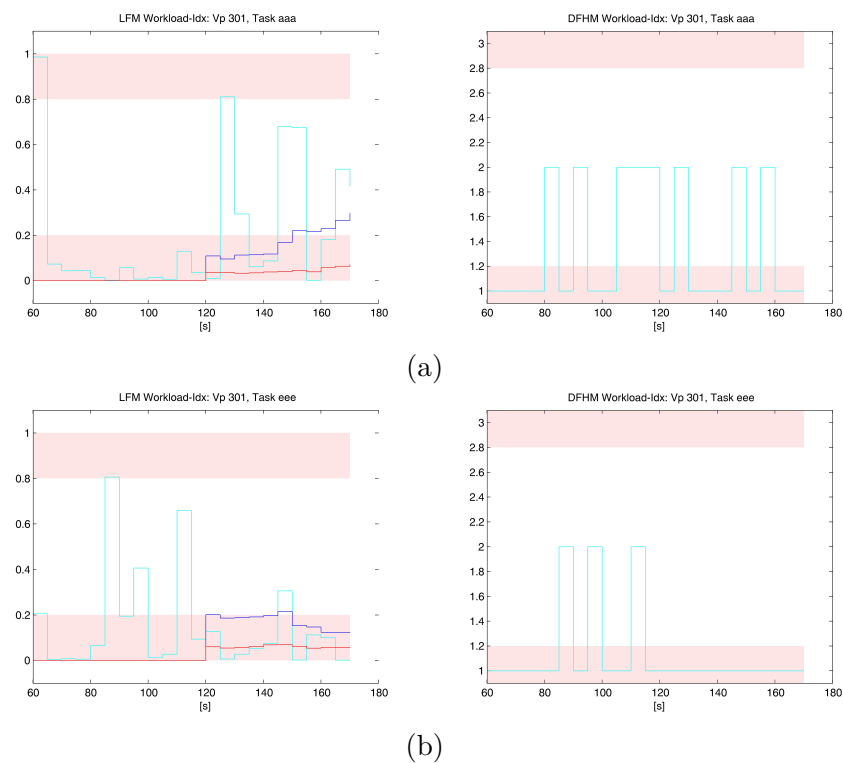 LFM Workload-Idx: Vp 301, Task aaa
1
0.8
0.6
0.4
0.2
0
60 80 100 120 140 160 180
[s]
DFHM Workload-Idx: Vp 301, Task aaa
3
2.8
2.6
2.4
2.2
2
1.8
1.6
1.4
1.2
1
60 80 100 120 140 160 180
[s]
(a)
LFM Workload-Idx: Vp 301, Task eee
1
0.8
0.6
0.4
0.2
0
60 80 100 120 140 160 180
[s]
DFHM Workload-Idx: Vp 301, Task eee
3
2.8
2.6
2.4
2.2
2
1.8
1.6
1.4
1.2
1
60 80 100 120 140 160 180
[s]
(b)